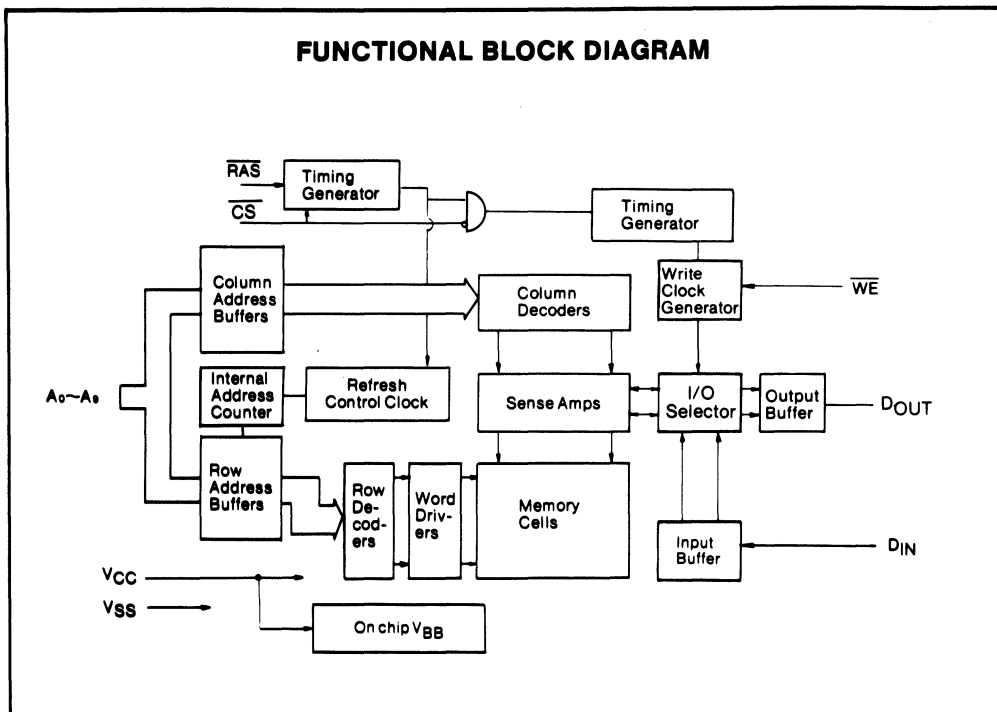 FUNCTIONAL BLOCK DIAGRAM
RAS
Timing
Generator
CS
Timing
Generator
Column
Address
Buffers
Column
Decoders
Write
Clock
Generator
WE
A0~A9
Internal
Address
Counter
Refresh
Control Clock
Sense Amps
I/O
Selector
Output
Buffer
DOUT
Row
Address
Buffers
Row
De-
cod-
ers
Word
Driv-
ers
Memory
Cells
Input
Buffer
DIN
VCC
VSS
On chip VBB